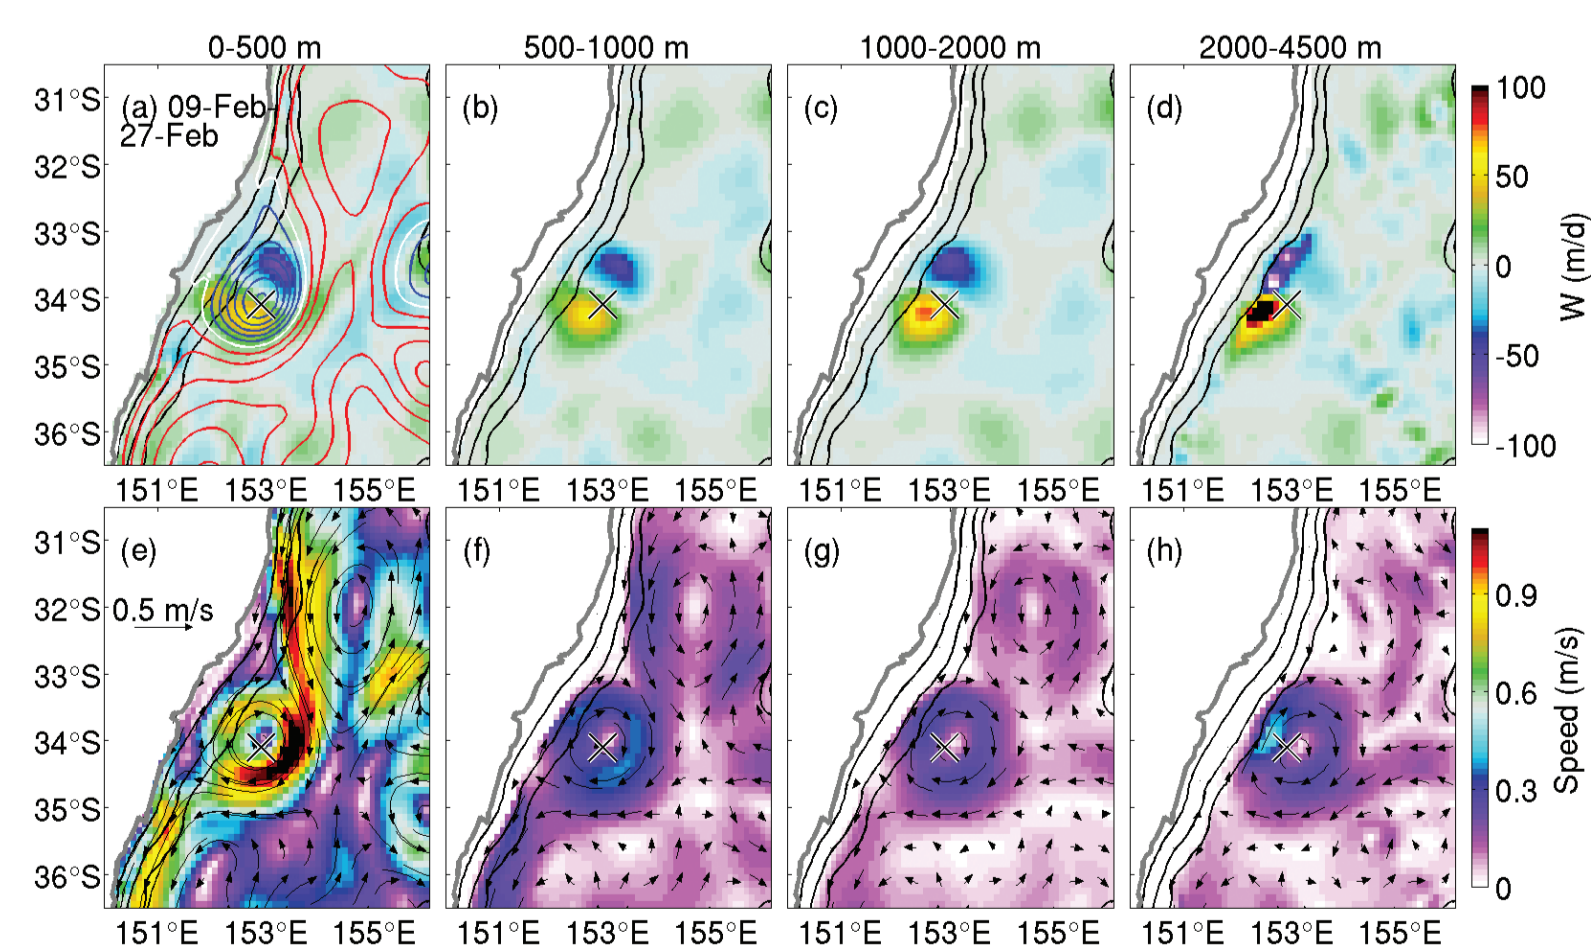 0-500 m 500-1000 m 1000-2000 m 2000-4500 m
(a) 09-Feb-
27-Feb
(b)
(c)
(d)
31°S
32°S
33°S
34°S
35°S
36°S
100
50
0
-50
-100
W (m/d)
151°E 153°E 155°E 151°E 153°E 155°E 151°E 153°E 155°E 151°E 153°E 155°E
(e)
(f)
(g)
(h)
0.5 m/s
31°S
32°S
33°S
34°S
35°S
36°S
0.9
0.6
0.3
0
Speed (m/s)
151°E 153°E 155°E 151°E 153°E 155°E 151°E 153°E 155°E 151°E 153°E 155°E